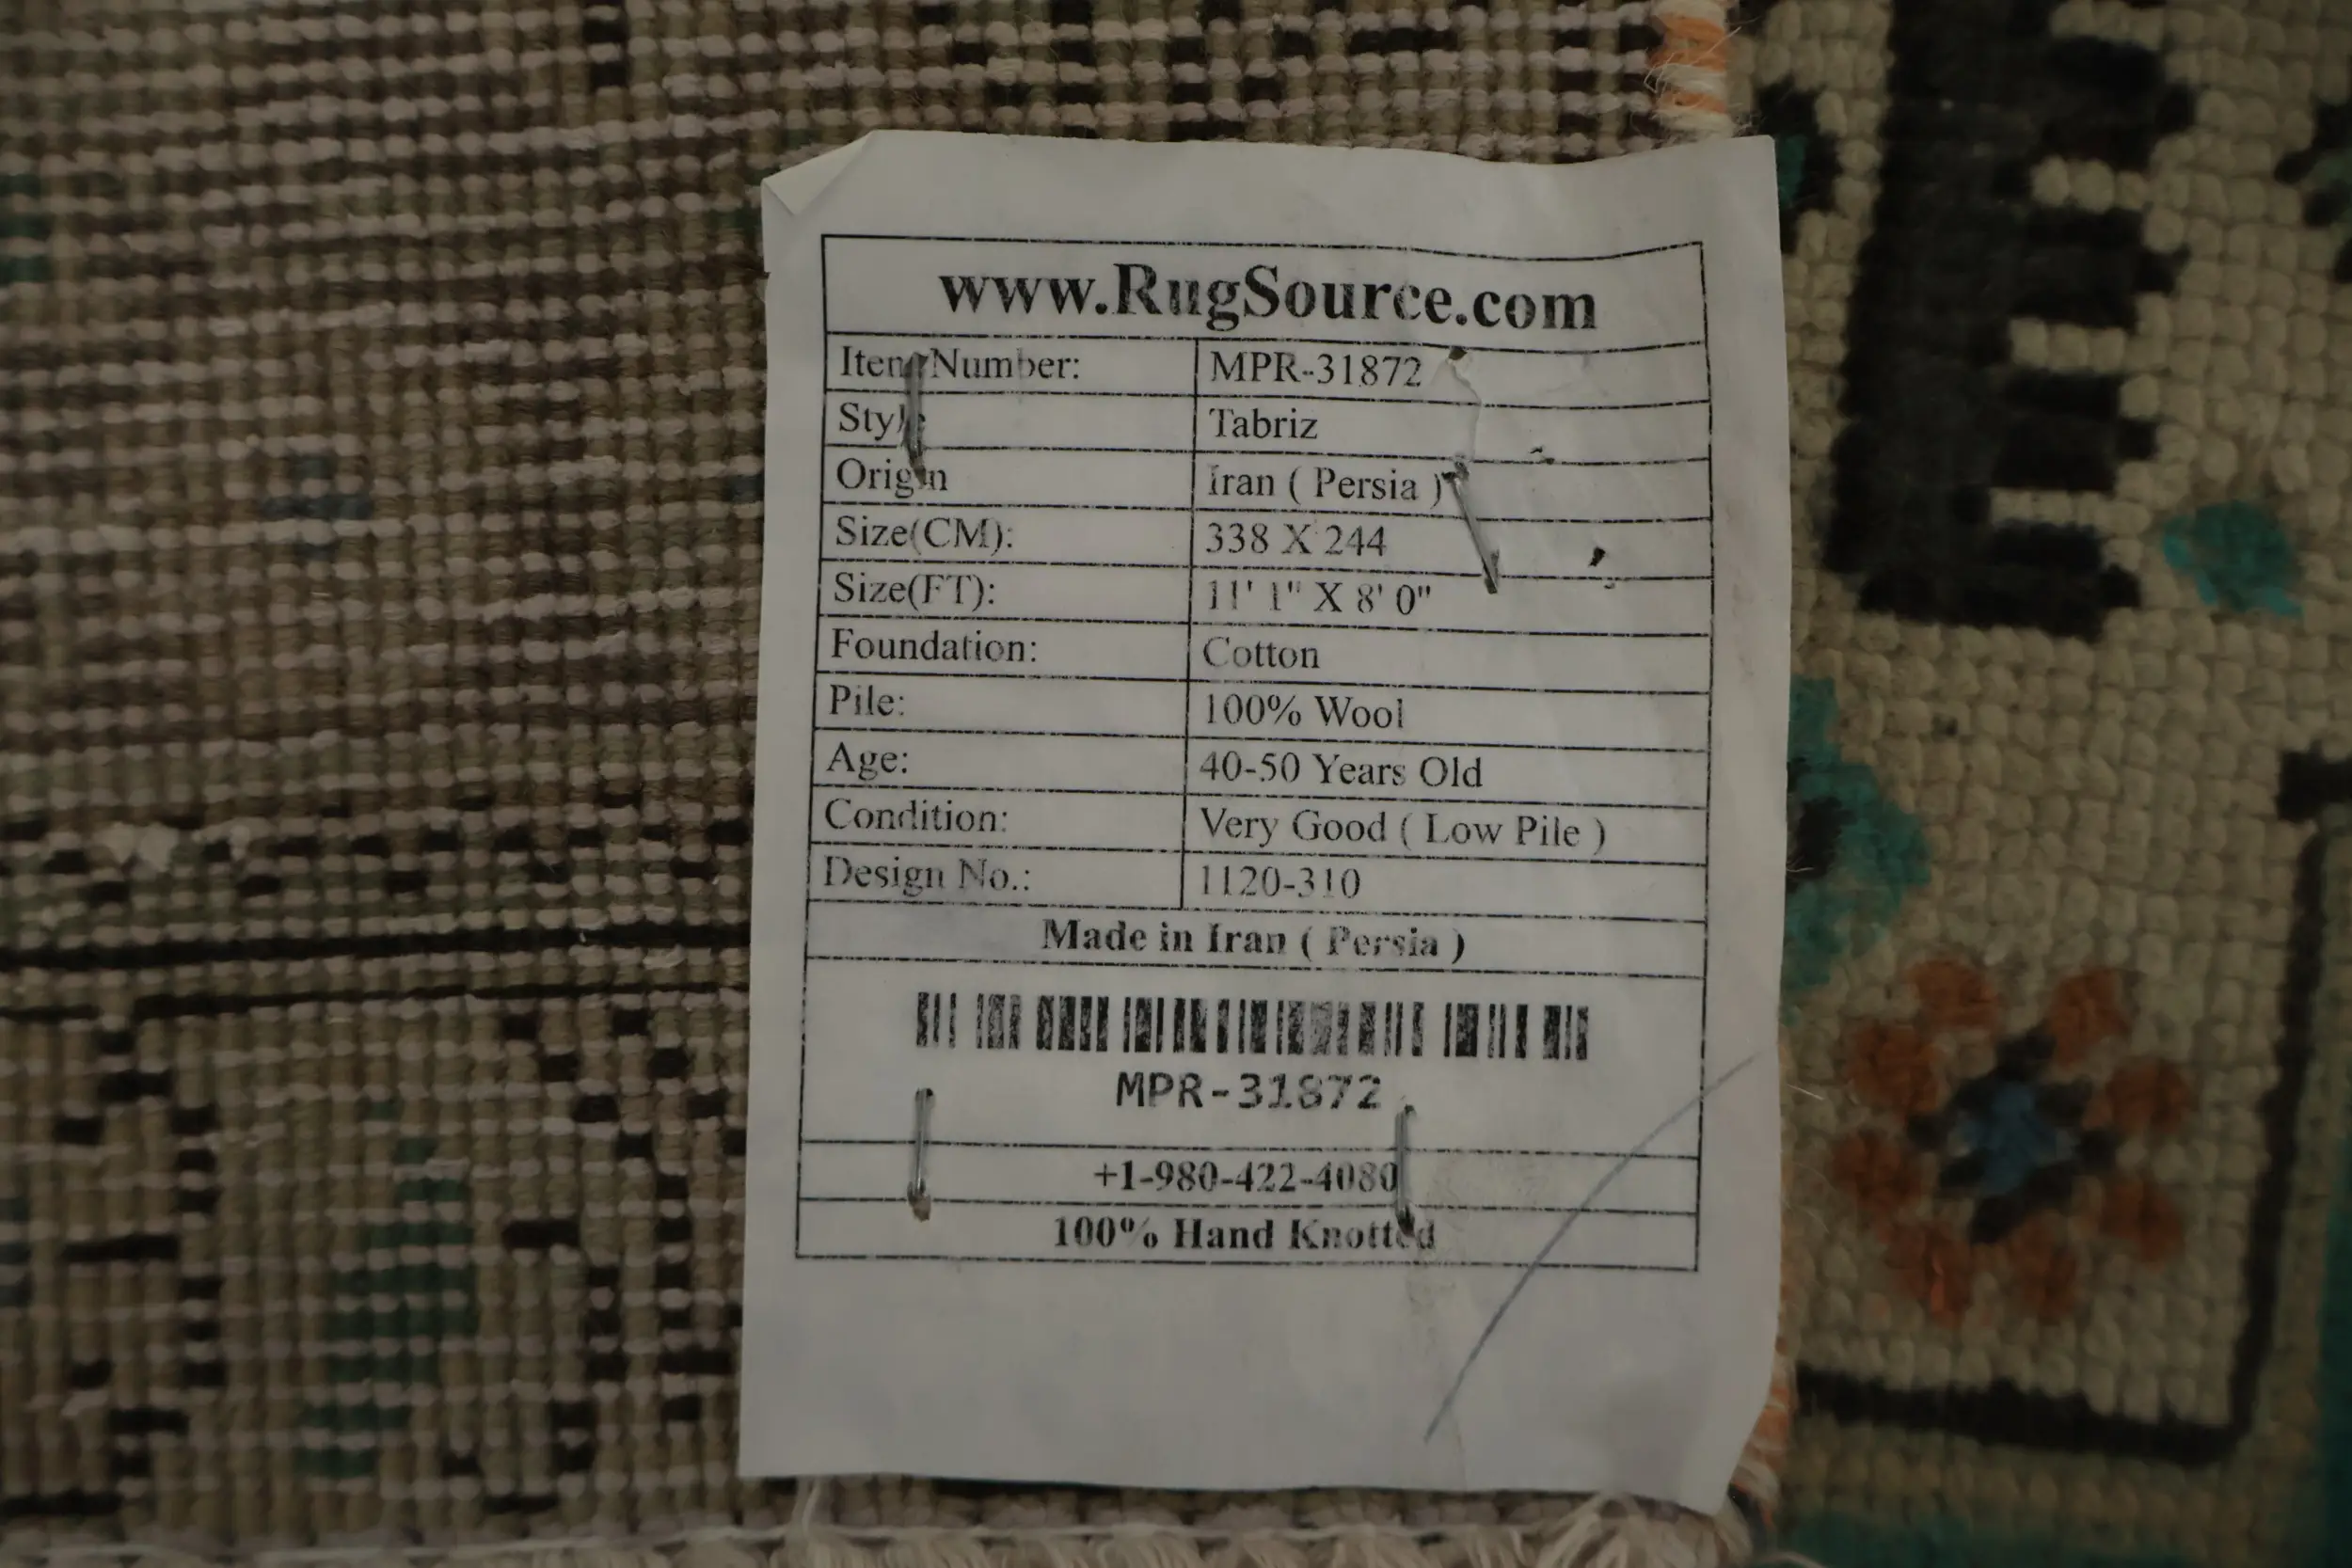 www.RugSource.com
Item Number: MPR-31872
Style Tabriz
Origin Iran ( Persia )
Size(CM): 338 X 244
Size(FT): 11' 1" X 8' 0"
Foundation: Cotton
Pile: 100% Wool
Age: 40-50 Years Old
Condition: Very Good ( Low Pile )
Design No.: 1120-310
Made in Iran ( Persia )
MPR-31872
+1-980-422-4080
100% Hand Knotted